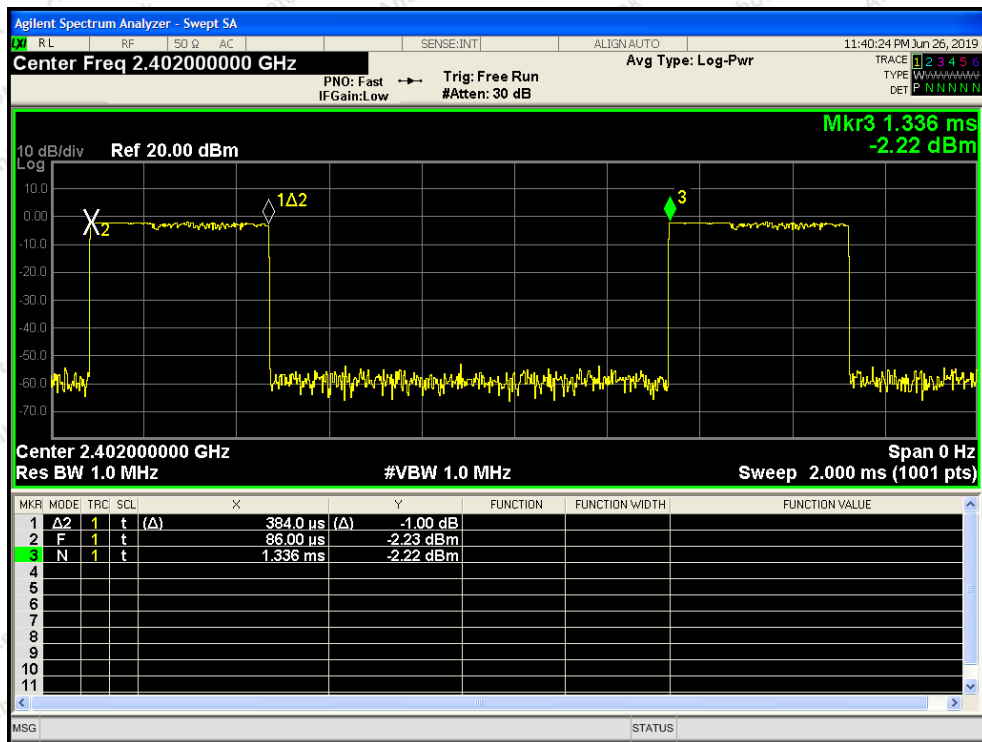 Agilent Spectrum Analyzer - Swept SA
LXI RL RF 50 Ω AC SENSE:INT ALIGNAUTO 11:40:24 PM Jun 26, 2019
Center Freq 2.402000000 GHz Avg Type: Log-Pwr TRACE 1 2 3 4 5 6
PNO: Fast Trig: Free Run TYPE
IFGain:Low #Atten: 30 dB DET P N N N N N
Mkr3 1.336 ms
10 dB/div Ref 20.00 dBm -2.22 dBm
Log
10.0
1Δ2
3
0.00
2
-10.0
-20.0
-30.0
-40.0
-50.0
-60.0
-70.0
Center 2.402000000 GHz Span 0 Hz
Res BW 1.0 MHz #VBW 1.0 MHz Sweep 2.000 ms (1001 pts)
MKR MODE TRC SCL X Y FUNCTION FUNCTION WIDTH FUNCTION VALUE
1 Δ2 1 t (Δ) 384.0 µs (Δ) -1.00 dB
2 F 1 t 86.00 µs -2.23 dBm
3 N 1 t 1.336 ms -2.22 dBm
4
5
6
7
8
9
10
11
MSG STATUS